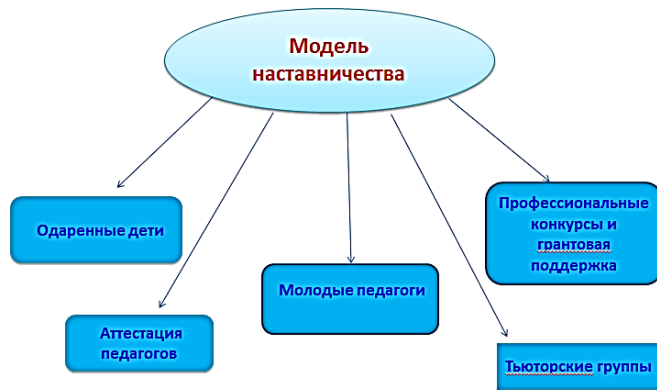 Модель
наставничества
Одаренные дети
Профессиональные
конкурсы и
грантовая
поддержка
Молодые педагоги
Аттестация
педагогов
Тьюторские группы